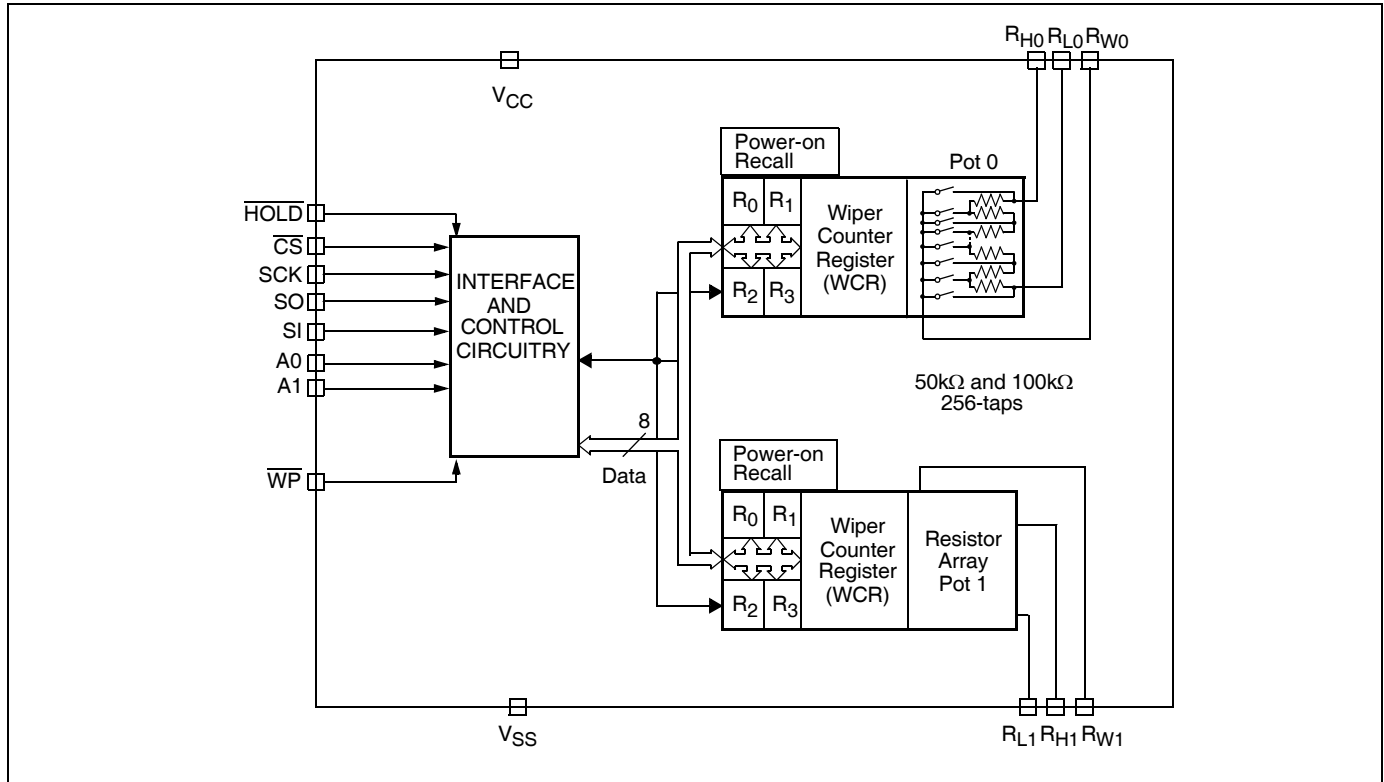 RH0 RL0 RW0
VCC
Power-on
Recall
Pot 0
HOLD
CS
SCK
SO
SI
A0
A1
WP
INTERFACE
AND
CONTROL
CIRCUITRY
R0 R1
R2 R3
Wiper
Counter
Register
(WCR)
50kΩ and 100kΩ
256-taps
8
Data
Power-on
Recall
R0 R1
R2 R3
Wiper
Counter
Register
(WCR)
Resistor
Array
Pot 1
VSS
RL1 RH1 RW1